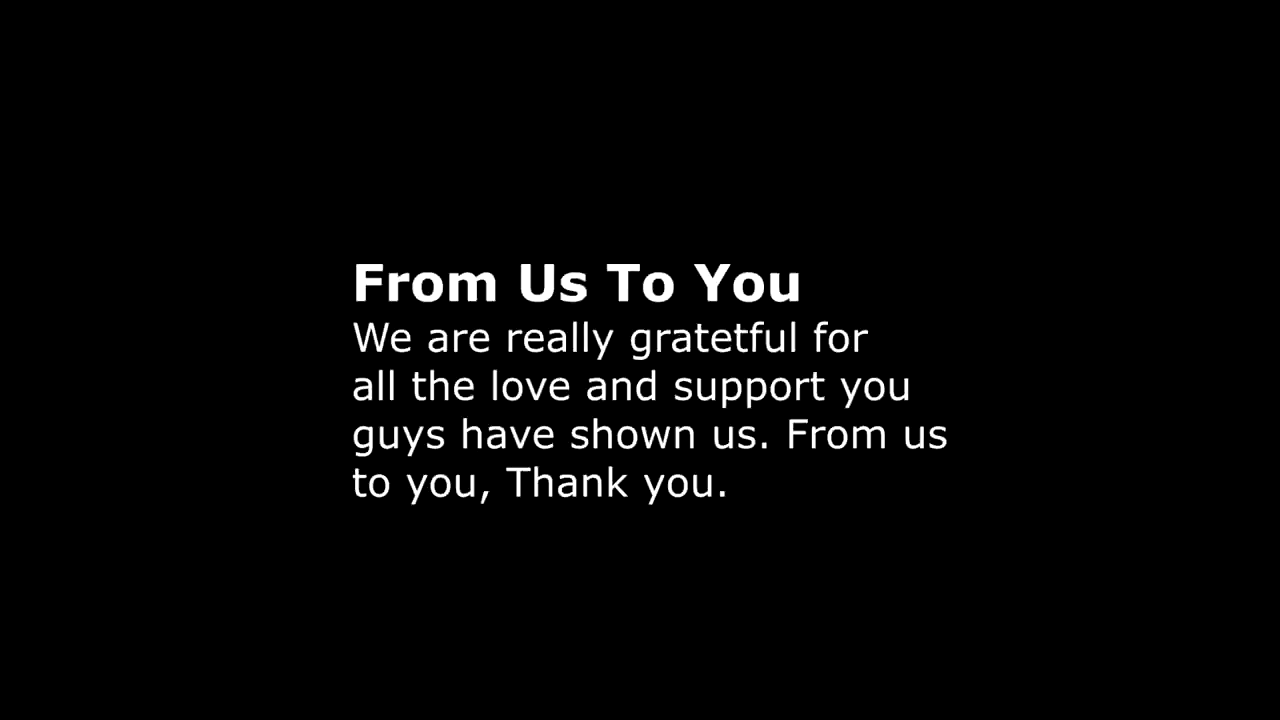 From Us To You
We are really gratetful for
all the love and support you
guys have shown us. From us
to you, Thank you.